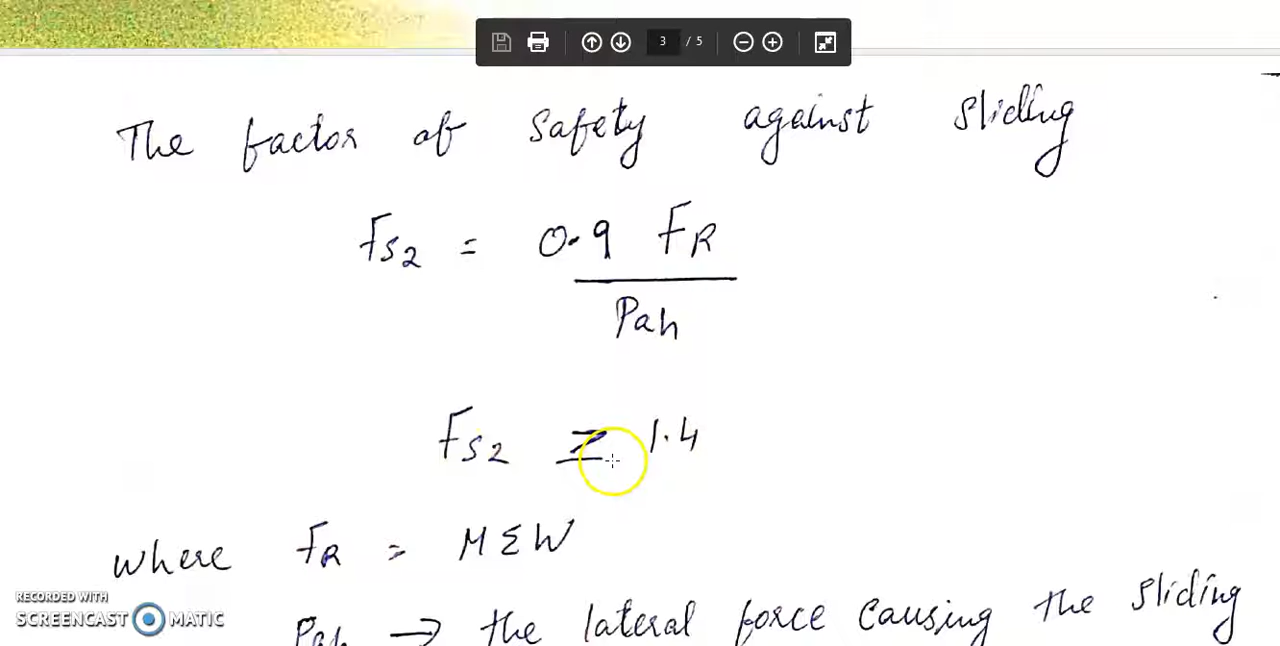 3 / 5
The factor of safety against sliding
FS2 = 0.9 FR
Pah
FS2 ≥ 1.4
where FR = μ Σ W
RECORDED WITH
SCREENCAST MATIC
Pah → the lateral force causing the sliding